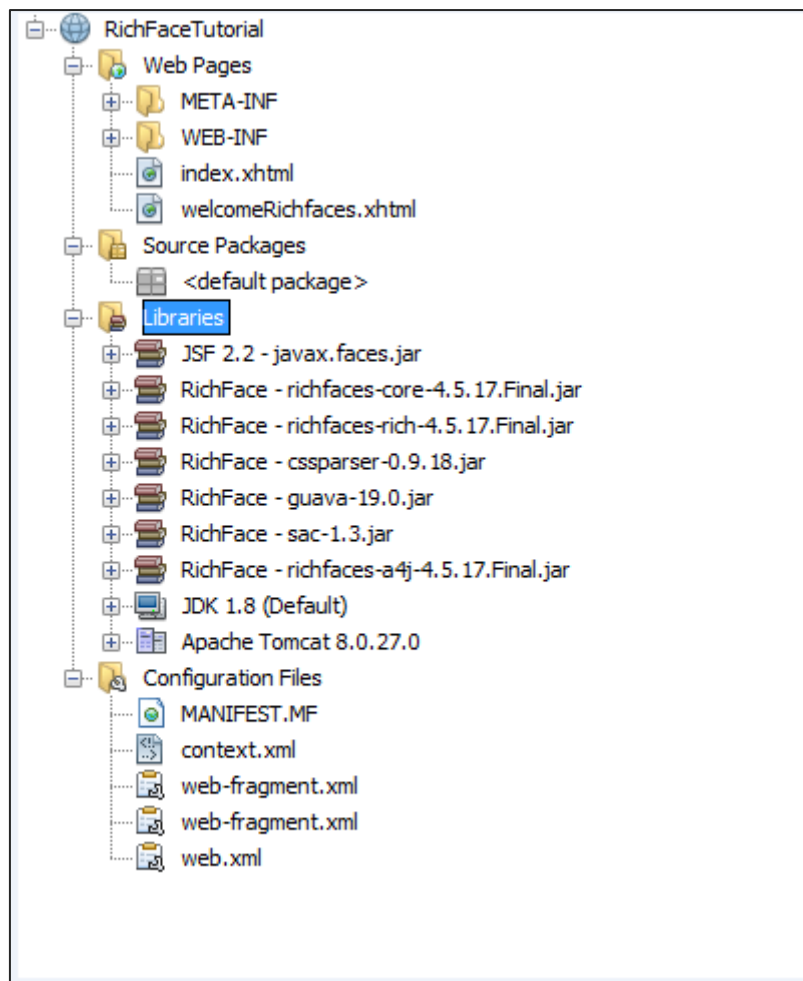 RichFaceTutorial
Web Pages
META-INF
WEB-INF
index.xhtml
welcomeRichfaces.xhtml
Source Packages
<default package>
Libraries
JSF 2.2 - javax.faces.jar
RichFace - richfaces-core-4.5.17.Final.jar
RichFace - richfaces-rich-4.5.17.Final.jar
RichFace - cssparser-0.9.18.jar
RichFace - guava-19.0.jar
RichFace - sac-1.3.jar
RichFace - richfaces-a4j-4.5.17.Final.jar
JDK 1.8 (Default)
Apache Tomcat 8.0.27.0
Configuration Files
MANIFEST.MF
context.xml
web-fragment.xml
web-fragment.xml
web.xml